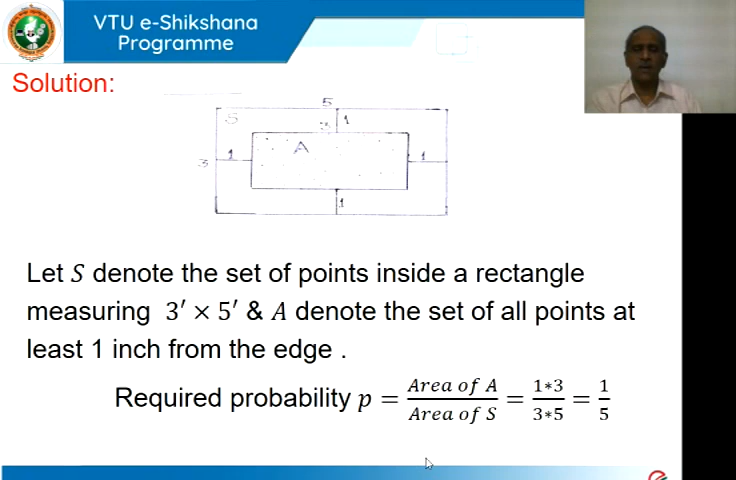 VTU e-Shikshana
Programme
Solution:
5
S
3
1
A
1
1
3
1
Let S denote the set of points inside a rectangle
measuring 3′ × 5′ & A denote the set of all points at
least 1 inch from the edge .
Required probability p = Area of A / Area of S = 1∗3 / 3∗5 = 1 / 5